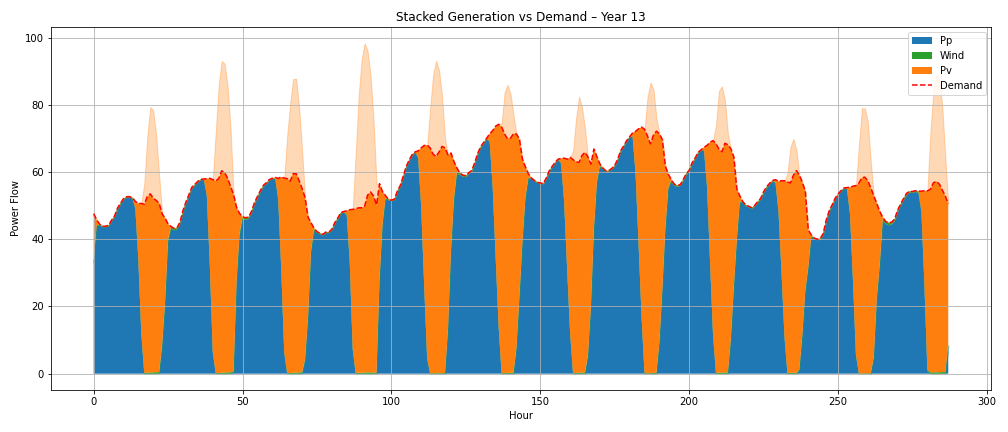 Stacked Generation vs Demand – Year 13
Power Flow
100
80
60
40
20
0
0
50
100
150
200
250
300
Hour
Pp
Wind
Pv
Demand